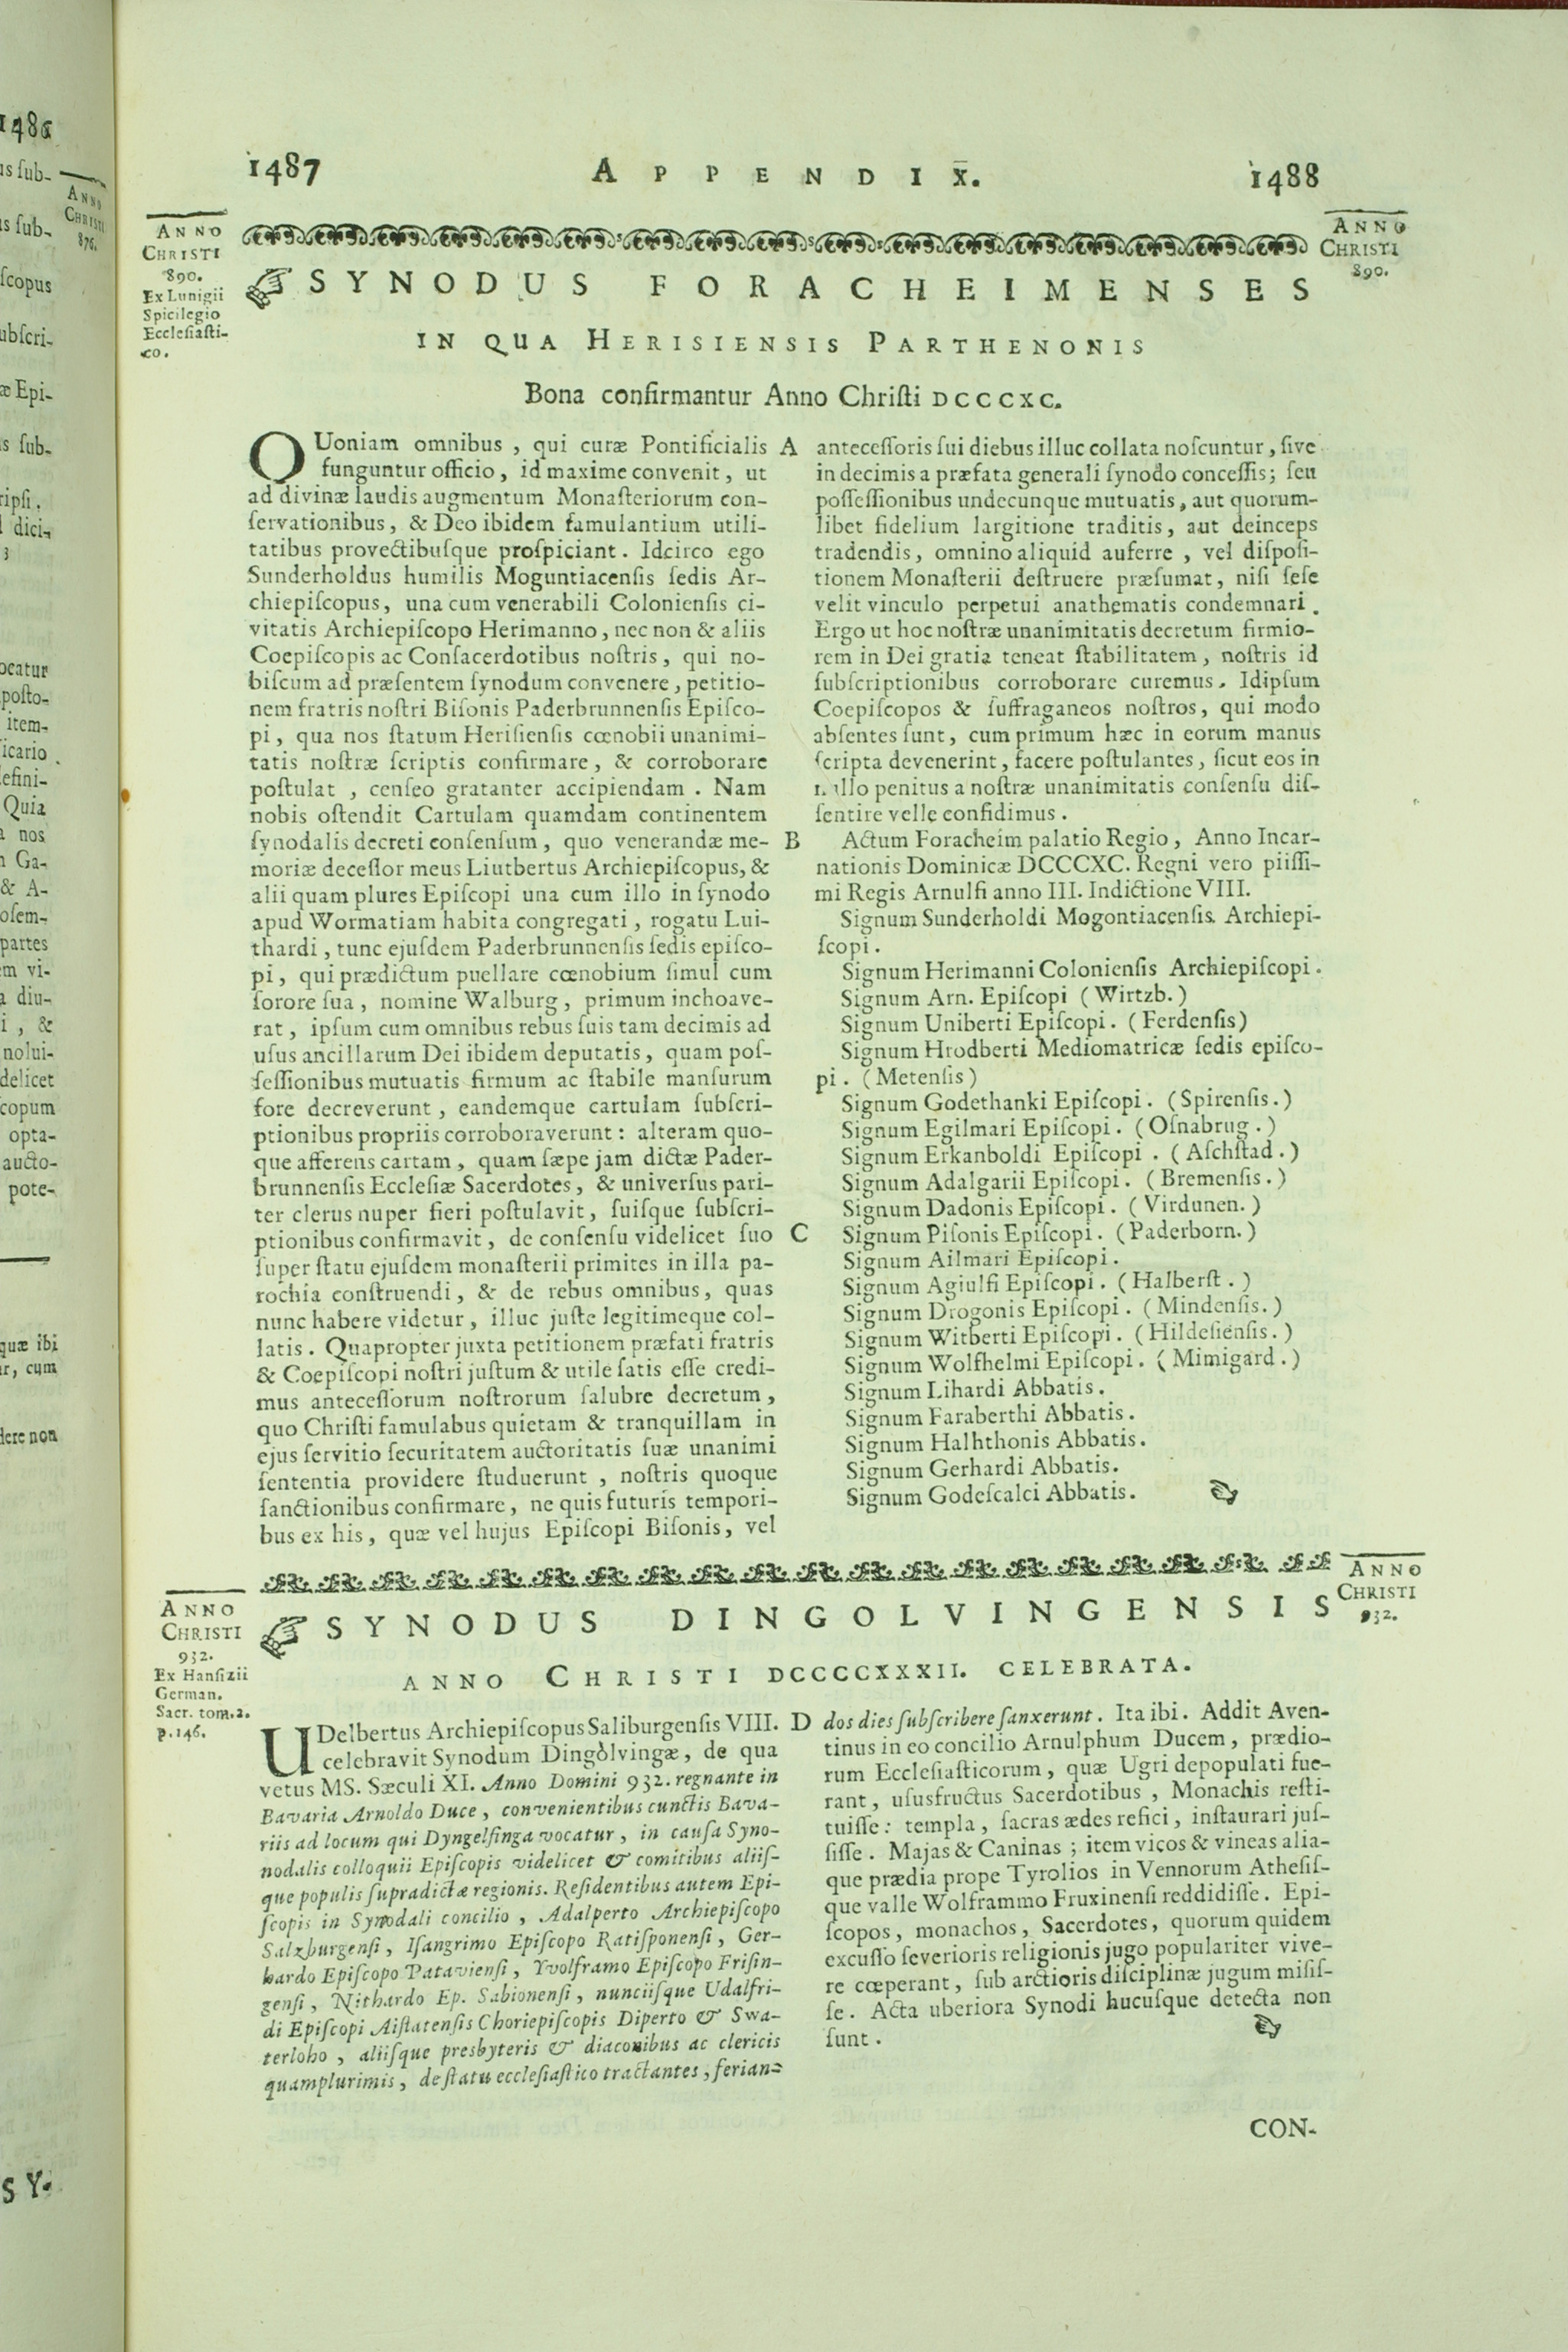 1487
APPENDIX.
1488
ANNO
CHRISTI
890.
Ex Lunigii
Spicilegio
Ecclesiasti-
co.
ANNO
CHRISTI
890.
SYNODUS FORACHEIMENSES
IN QUA HERISIENSIS PARTHENONIS
Bona confirmantur Anno Chriſti DCCCXC.
QUoniam omnibus, qui curæ Pontificialis
funguntur officio, id maxime convenit, ut
ad divinæ laudis augmentum Monaſteriorum con-
ſervationibus, & Deo ibidem famulantium utili-
tatibus provectibuſque proſpiciant. Idcirco ego
Sunderholdus humilis Moguntiacenſis ſedis Ar-
chiepiſcopus, una cum venerabili Colonienſis ci-
vitatis Archiepiſcopo Herimanno, nec non & aliis
Coepiſcopis ac Conſacerdotibus noſtris, qui no-
biſcum ad præſentem ſynodum convenere, petitio-
nem fratris noſtri Biſonis Paderbrunnenſis Epiſco-
pi, qua nos ſtatum Heriſienſis cœnobii unanimi-
tatis noſtræ ſcriptis confirmare, & corroborare
poſtulat, cenſeo gratanter accipiendam. Nam
nobis oſtendit Cartulam quamdam continentem
ſynodalis decreti conſenſum, quo venerandæ me-
moriæ deceſſor meus Liutbertus Archiepiſcopus, &
alii quam plures Epiſcopi una cum illo in ſynodo
apud Wormatiam habita congregati, rogatu Lui-
thardi, tunc ejuſdem Paderbrunnenſis ſedis epiſco-
pi, qui prædictum puellare cœnobium ſimul cum
ſorore ſua, nomine Walburg, primum inchoave-
rat, ipſum cum omnibus rebus ſuis tam decimis ad
uſus ancillarum Dei ibidem deputatis, quam poſ-
ſeſſionibus mutuatis firmum ac ſtabile manſurum
fore decreverunt, eandemque cartulam ſubſcri-
ptionibus propriis corroboraverunt: alteram quo-
que afferens cartam, quam ſæpe jam dictæ Pader-
brunnenſis Eccleſiæ Sacerdotes, & univerſus pari-
ter clerus nuper fieri poſtulavit, ſuiſque ſubſcri-
ptionibus confirmavit, de conſenſu videlicet ſuo
ſuper ſtatu ejuſdem monaſterii primites in illa pa-
rochia conſtruendi, & de rebus omnibus, quas
nunc habere videtur, illuc juſte legitimeque col-
latis. Quapropter juxta petitionem præfati fratris
& Coepiſcopi noſtri juſtum & utile ſatis eſſe credi-
mus anteceſſorum noſtrorum ſalubre decretum,
quo Chriſti famulabus quietam & tranquillam in
ejus ſervitio ſecuritatem auctoritatis ſuæ unanimi
ſententia providere ſtuduerunt, noſtris quoque
ſanctionibus confirmare, ne quis futuris tempori-
bus ex his, quæ vel hujus Epiſcopi Biſonis, vel
A
B
C
anteceſſoris ſui diebus illuc collata noſcuntur, ſive
in decimis a præfata generali ſynodo conceſſis; ſeu
poſſeſſionibus undecunque mutuatis, aut quorum-
libet fidelium largitione traditis, aut deinceps
tradendis, omnino aliquid auferre, vel diſpoſi-
tionem Monaſterii deſtruere præſumat, niſi ſeſe
velit vinculo perpetui anathematis condemnari.
Ergo ut hoc noſtræ unanimitatis decretum firmio-
rem in Dei gratia teneat ſtabilitatem, noſtris id
ſubſcriptionibus corroborare curemus. Idipſum
Coepiſcopos & ſuffraganeos noſtros, qui modo
abſentes ſunt, cum primum hæc in eorum manus
ſcripta devenerint, facere poſtulantes, ſicut eos in
illo penitus a noſtræ unanimitatis conſenſu diſ-
ſentire velle confidimus.
Actum Foracheim palatio Regio, Anno Incar-
nationis Dominicæ DCCCXC. Regni vero piiſſi-
mi Regis Arnulfi anno III. Indictione VIII.
Signum Sunderholdi Mogontiacenſis Archiepi-
ſcopi.
Signum Herimanni Colonienſis Archiepiſcopi.
Signum Arn. Epiſcopi (Wirtzb.)
Signum Uniberti Epiſcopi. (Ferdenſis)
Signum Hrodberti Mediomatricæ ſedis epiſco-
pi. (Metenſis)
Signum Godethanki Epiſcopi. (Spirenſis.)
Signum Egilmari Epiſcopi. (Oſnabrug.)
Signum Erkanboldi Epiſcopi. (Aſchſtad.)
Signum Adalgarii Epiſcopi. (Bremenſis.)
Signum Dadonis Epiſcopi. (Virdunen.)
Signum Piſonis Epiſcopi. (Paderborn.)
Signum Ailmari Epiſcopi.
Signum Agiulfi Epiſcopi. (Halberſt.)
Signum Drogonis Epiſcopi. (Mindenſis.)
Signum Witberti Epiſcopi. (Hildeſienſis.)
Signum Wolfhelmi Epiſcopi. (Mimigard.)
Signum Lihardi Abbatis.
Signum Faraberthi Abbatis.
Signum Halhthonis Abbatis.
Signum Gerhardi Abbatis.
Signum Godeſcalci Abbatis.
ANNO
CHRISTI
932.
Ex Hanſizii
German.
Sacr. tom. 2.
p. 146.
ANNO
CHRISTI
932.
SYNODUS DINGOLVINGENSIS
ANNO CHRISTI DCCCCXXXII. CELEBRATA.
UDelbertus Archiepiſcopus Saliburgenſis VIII.
celebravit Synodum Dingòlvingæ, de qua
vetus MS. Sæculi XI. Anno Domini 932. regnante in
Bavaria Arnoldo Duce, convenientibus cunctis Bava-
riis ad locum qui Dyngelfinga vocatur, in cauſa Syno-
nodalis colloquii Epiſcopis videlicet & comitibus aliiſ-
que populis ſupradictæ regionis. Reſidentibus autem Epi-
ſcopis in Synodali concilio, Adalperto Archiepiſcopo
Salzburgenſi, Iſangrimo Epiſcopo Ratiſponenſi, Ger-
hardo Epiſcopo Pataviensi, Yvolframo Epiſcopo Friſin-
genſi, Nithardo Ep. Sabionenſi, nunciiſque Udalfri-
di Epiſcopi Aiſtatenſis Choriepiſcopis Diperto & Swa-
terloho, aliiſque presbyteris & diaconibus ac clericis
quamplurimis, de ſtatu eccleſiaſtico tractantes, ferian-
D
dos dies ſubſcribere ſanxerunt. Ita ibi. Addit Aven-
tinus in eo concilio Arnulphum Ducem, prædio-
rum Eccleſiaſticorum, quæ Ugri depopulati fue-
rant, uſusfructus Sacerdotibus, Monachis reſti-
tuiſſe: templa, ſacras ædes refici, inſtaurari juſ-
ſiſſe. Majas & Caninas; item vicos & vineas alia-
que prædia prope Tyrolios in Vennorum Atheſiſ-
que valle Wolframmo Fruxinenſi reddidiſſe. Epi-
ſcopos, monachos, Sacerdotes, quorum quidem
excuſſo ſeverioris religionis jugo populariter vive-
re cœperant, ſub arctioris diſciplinæ jugum miſiſ-
ſe. Acta uberiora Synodi hucuſque detecta non
ſunt.
CON-